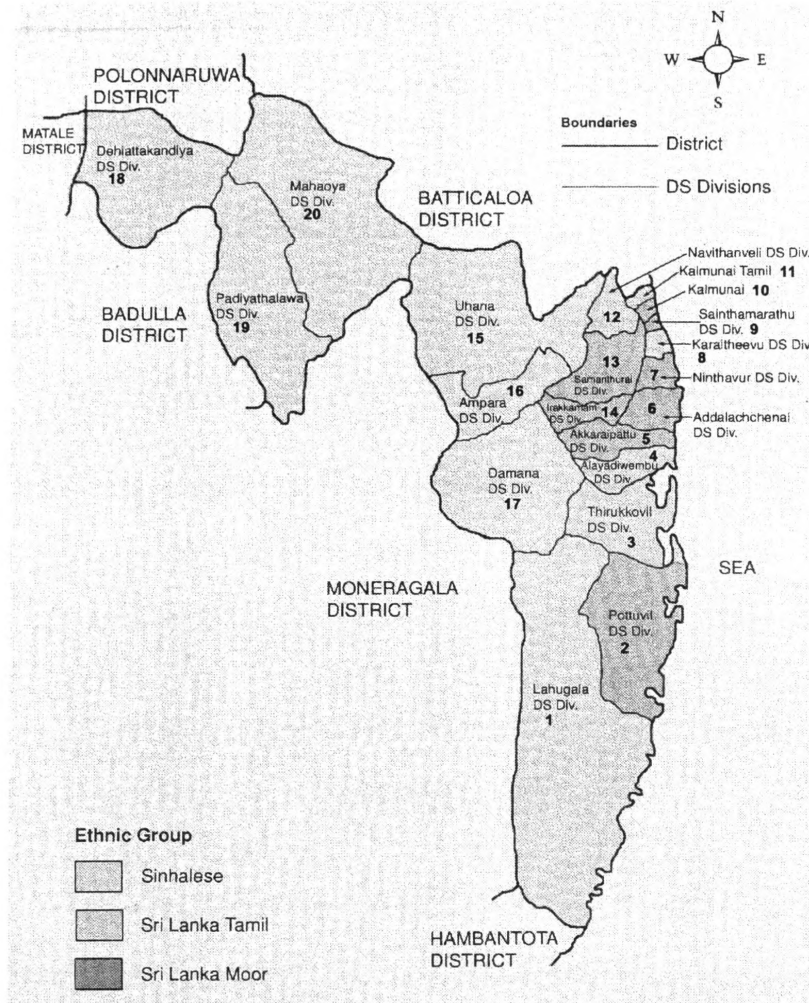 N
W E
S
POLONNARUWA
DISTRICT
Boundaries
District
DS Divisions
MATALE
DISTRICT
Dehiattakandiya
DS Div.
18
Mahaoya
DS Div.
20
BATTICALOA
DISTRICT
Navithanveli DS Div.
Kalmunai Tamil 11
Kalmunai 10
Sainthamarathu
DS Div. 9
Karaitheevu DS Div
8
Ninthavur DS Div.
Addalachchenai
DS Div.
Padiyathalawa
DS Div.
19
BADULLA
DISTRICT
Uhana
DS Div.
15
12
13
Samanthurai
DS Div.
7
16
Ampara
DS Div.
Irakkamam
DS Div.
14
6
Akkaraipattu
DS Div.
5
4
Alayadiwembu
DS Div.
Damana
DS Div.
17
Thirukkovil
DS Div.
3
SEA
MONERAGALA
DISTRICT
Pottuvil
DS Div.
2
Lahugala
DS Div.
1
Ethnic Group
Sinhalese
Sri Lanka Tamil
Sri Lanka Moor
HAMBANTOTA
DISTRICT